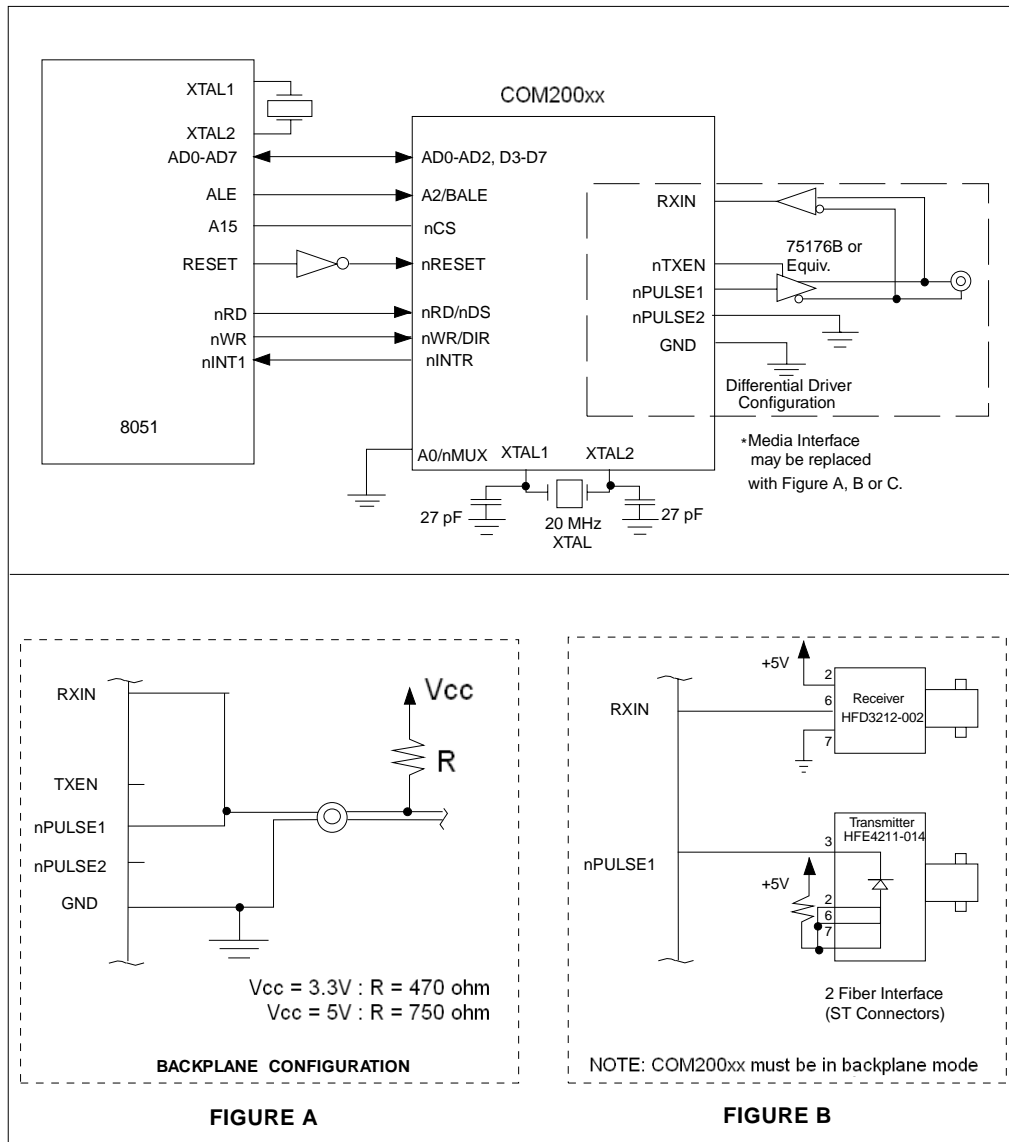 XTAL1
XTAL2
AD0-AD7
ALE
A15
RESET
nRD
nWR
nINT1
8051
COM200xx
AD0-AD2, D3-D7
A2/BALE
nCS
nRESET
nRD/nDS
nWR/DIR
nINTR
A0/nMUX
XTAL1
XTAL2
RXIN
nTXEN
nPULSE1
nPULSE2
GND
75176B or
Equiv.
Differential Driver
Configuration
*Media Interface
may be replaced
with Figure A, B or C.
27 pF
20 MHz
XTAL
27 pF
RXIN
TXEN
nPULSE1
nPULSE2
GND
Vcc
R
Vcc = 3.3V : R = 470 ohm
Vcc = 5V : R = 750 ohm
BACKPLANE CONFIGURATION
FIGURE A
RXIN
nPULSE1
+5V
2
6
7
Receiver
HFD3212-002
Transmitter
HFE4211-014
3
+5V
2
6
7
2 Fiber Interface
(ST Connectors)
NOTE: COM200xx must be in backplane mode
FIGURE B